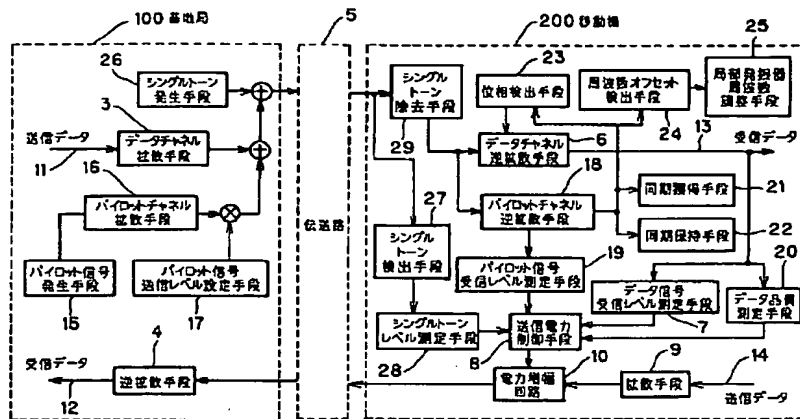 100 基地局
5
200 移動機
26
シングルトーン
発生手段
3
データチャネル
拡散手段
送信データ
11
16
パイロットチャネル
拡散手段
パイロット信号
発生手段
15
パイロット信号
送信レベル設定手段
17
受信データ
12
4
逆拡散手段
伝送路
シングル
トーン
除去手段
29
23
位相検出手段
周波数オフセット
検出手段
24
25
局部発振器
周波数
調整手段
6
データチャネル
逆拡散手段
13
受信データ
18
パイロットチャネル
逆拡散手段
同期獲得手段
21
同期保持手段
22
27
シングル
トーン
検出手段
19
パイロット信号
受信レベル測定手段
20
データ信号
受信レベル測定手段
7
データ品質
測定手段
シングルトーン
レベル測定手段
28
送信電力
制御手段
8
10
電力増幅
回路
9
拡散手段
14
送信データ